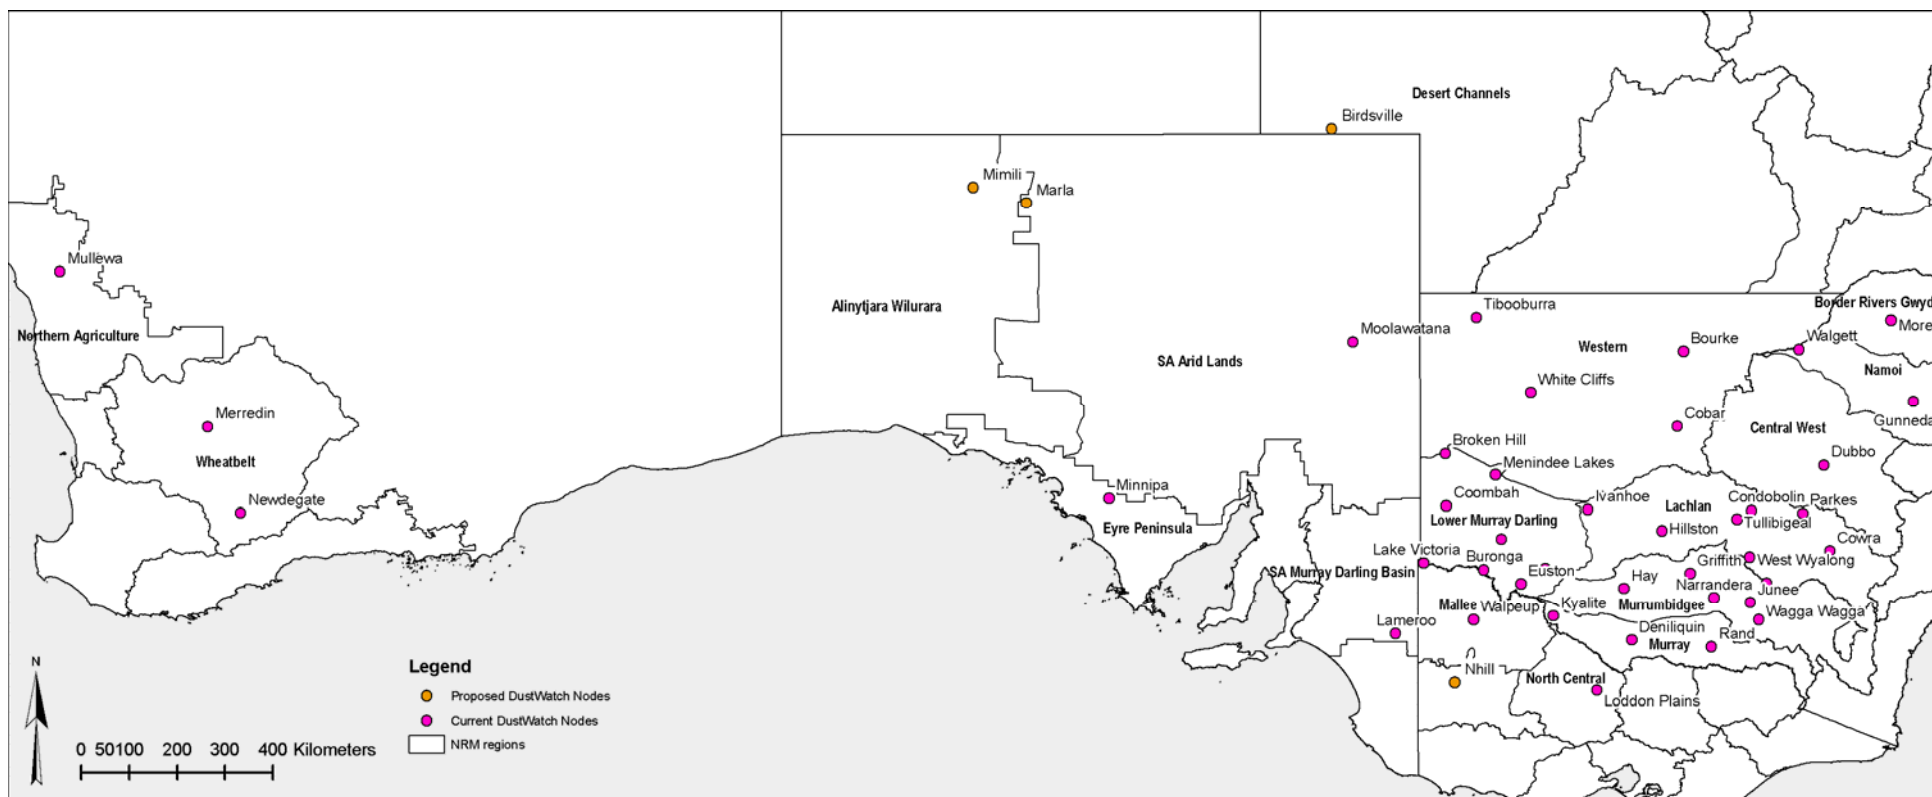 Desert Channels
Birdsville
Mimili
Marla
Mullewa
Alinytjara Wilurara
Northern Agriculture
Tibooburra
Border Rivers Gwyd
More
Moolawatana
Western
Bourke
Walgett
SA Arid Lands
Namoi
White Cliffs
Merredin
Cobar
Gunneda
Central West
Broken Hill
Dubbo
Wheatbelt
Menindee Lakes
Minnipa
Newdegate
Coombah
Ivanhoe
Lachlan
Condobolin
Parkes
Eyre Peninsula
Lower Murray Darling
Hillston
Tullibigeal
Cowra
Lake Victoria
Buronga
SA Murray Darling Basin
Euston
Hay
Griffith
West Wyalong
Narrandera
Junee
Mallee
Walpeup
Kyalite
Murrumbidgee
Wagga Wagga
Lameroo
Deniliquin
Rand
Murray
Nhill
North Central
Loddon Plains
N
Legend
Proposed DustWatch Nodes
Current DustWatch Nodes
NRM regions
0 50100 200 300 400 Kilometers